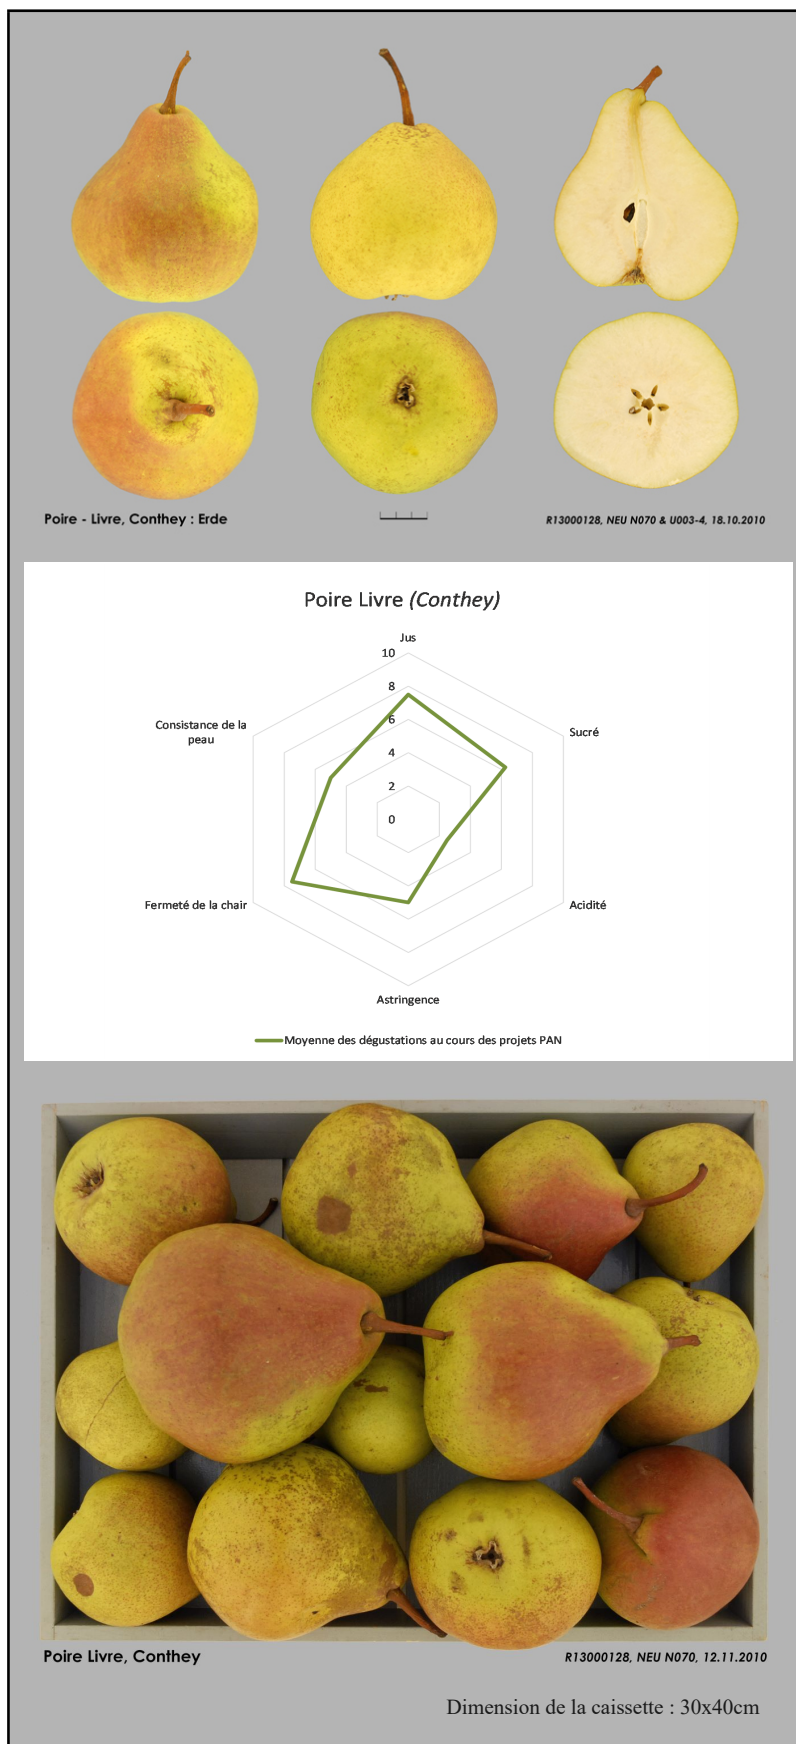 Poire - Livre, Conthey : Erde
R13000128, NEU N070 & U003-4, 18.10.2010
Poire Livre (Conthey)
Jus
10
8
6
4
2
0
Sucré
Acidité
Astringence
Fermeté de la chair
Consistance de la
peau
Moyenne des dégustations au cours des projets PAN
Poire Livre, Conthey
R13000128, NEU N070, 12.11.2010
Dimension de la caissette : 30x40cm